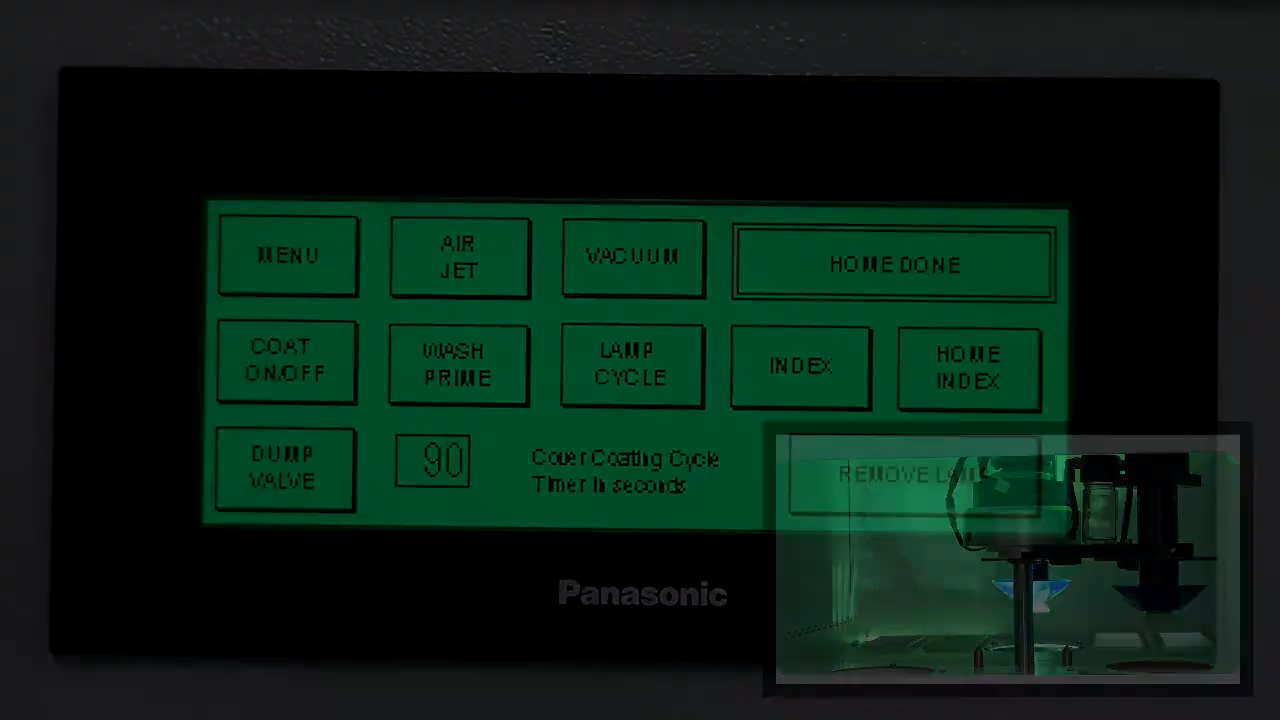 MENU
AIR
JET
VACUUM
HOME DONE
COAT
ON/OFF
WASH
PRIME
LAMP
CYCLE
INDEX
HOME
INDEX
DUMP
VALVE
90
Cover Coating Cycle
Timer in seconds
REMOVE
Panasonic